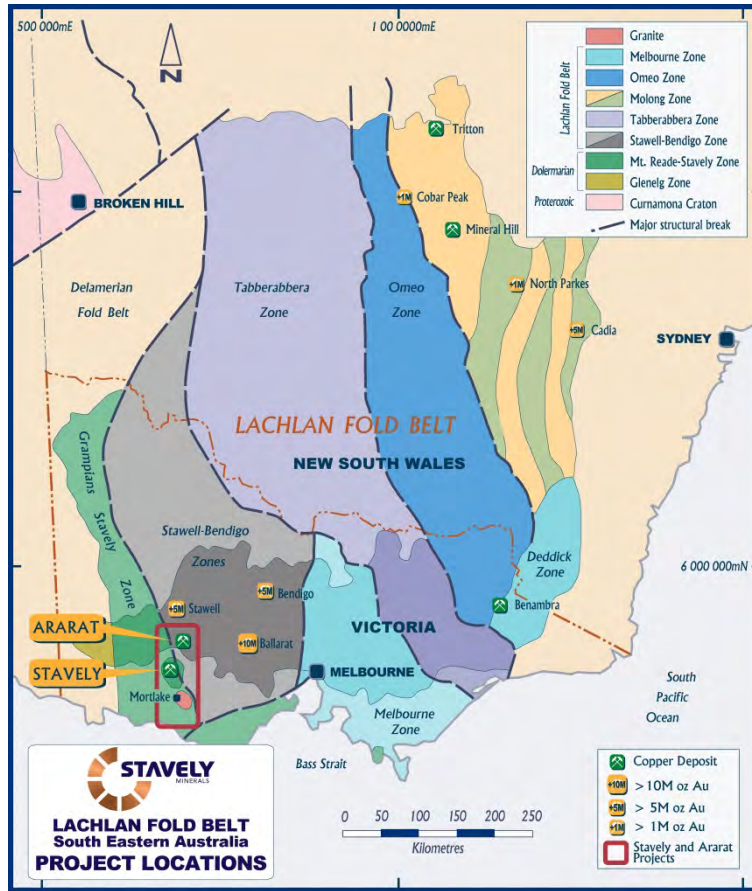 500 000mE
1 00 0000mE
N
Granite
Melbourne Zone
Omeo Zone
Molong Zone
Tabberabbera Zone
Stawell-Bendigo Zone
Mt. Reade-Stavely Zone
Glenelg Zone
Curnamona Craton
Major structural break
Lachlan Fold Belt
Dolermarian
Proterozoic
Tritton
+1M
Cobar Peak
BROKEN HILL
Mineral Hill
Delamerian
Fold Belt
Tabberabbera
Zone
Omeo
Zone
+1M
North Parkes
+5M
Cadia
SYDNEY
LACHLAN FOLD BELT
NEW SOUTH WALES
Grampians
Stavely
Zone
Stawell-Bendigo
Zones
Deddick
Zone
6 000 000mN
+5M
Bendigo
+5M
Stawell
Benambra
ARARAT
+10M
Ballarat
VICTORIA
STAVELY
MELBOURNE
Mortlake
South
Pacific
Ocean
Melbourne
Zone
Bass Strait
STAVELY
MINERALS
LACHLAN FOLD BELT
South Eastern Australia
PROJECT LOCATIONS
0 50 100 150 200 250
Kilometres
Copper Deposit
+10M > 10M oz Au
+5M > 5M oz Au
+1M > 1M oz Au
Stavely and Ararat
Projects